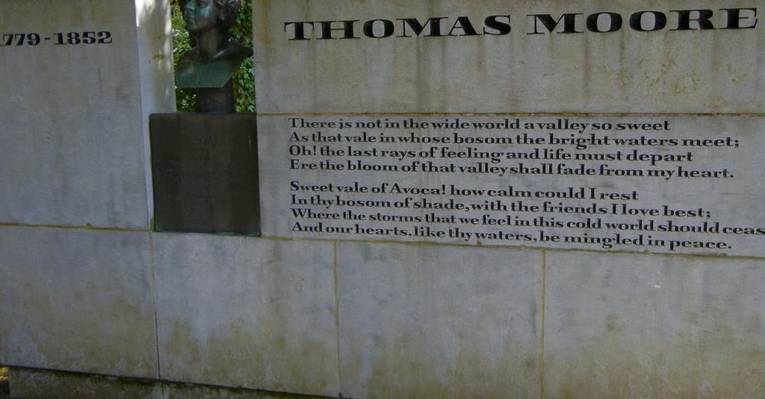 1779-1852
THOMAS MOORE
There is not in the wide world a valley so sweet
As that vale in whose bosom the bright waters meet;
Oh! the last rays of feeling and life must depart
Ere the bloom of that valley shall fade from my heart.
Sweet vale of Avoca! how calm could I rest
In thy bosom of shade, with the friends I love best;
Where the storms that we feel in this cold world should ceas
And our hearts, like thy waters, be mingled in peace.